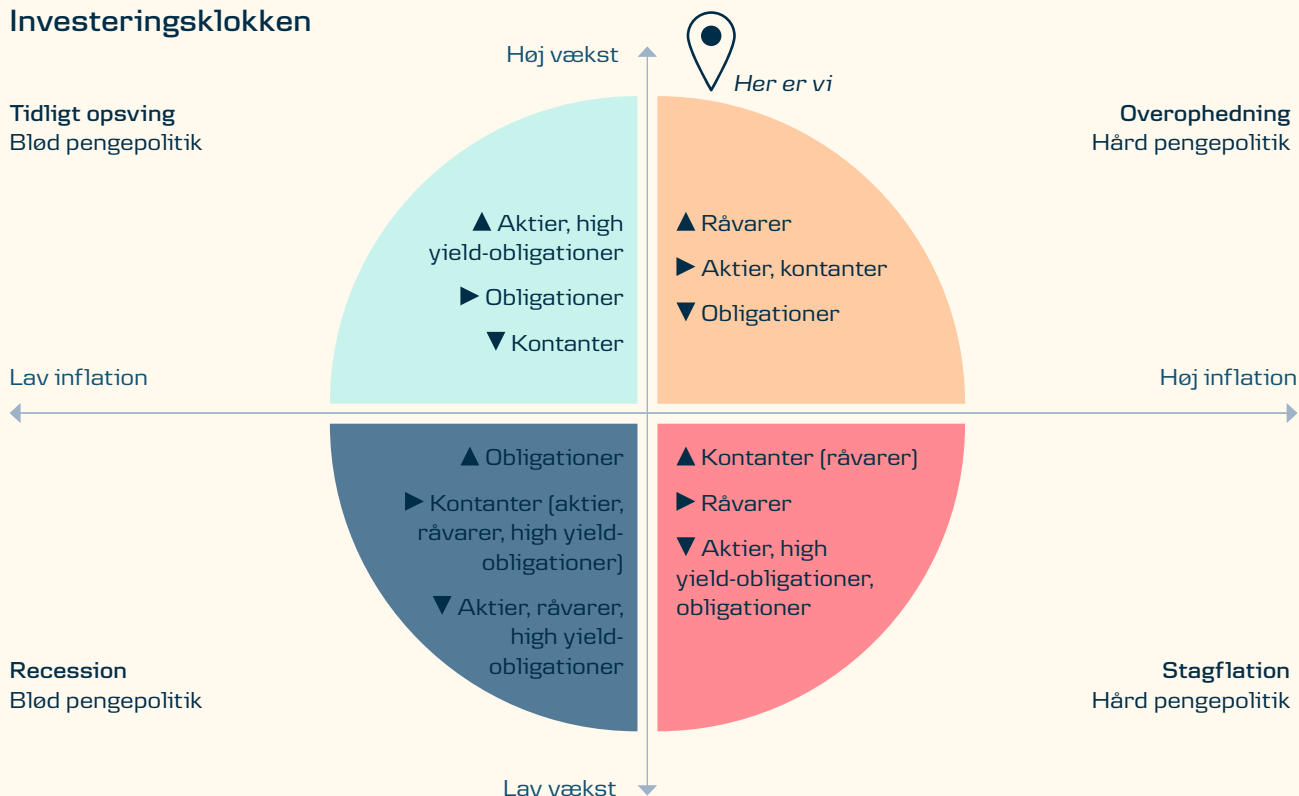 Investeringsklokken
Høj vækst
Her er vi
Tidligt opsving
Blød pengepolitik
Overophedning
Hård pengepolitik
▲ Aktier, high
yield-obligationer
► Obligationer
▼ Kontanter
▲ Råvarer
► Aktier, kontanter
▼ Obligationer
Lav inflation
Høj inflation
▲ Obligationer
► Kontanter (aktier,
råvarer, high yield-
obligationer)
▼ Aktier, råvarer,
high yield-
obligationer
▲ Kontanter (råvarer)
► Råvarer
▼ Aktier, high
yield-obligationer,
obligationer
Recession
Blød pengepolitik
Stagflation
Hård pengepolitik
Lav vækst